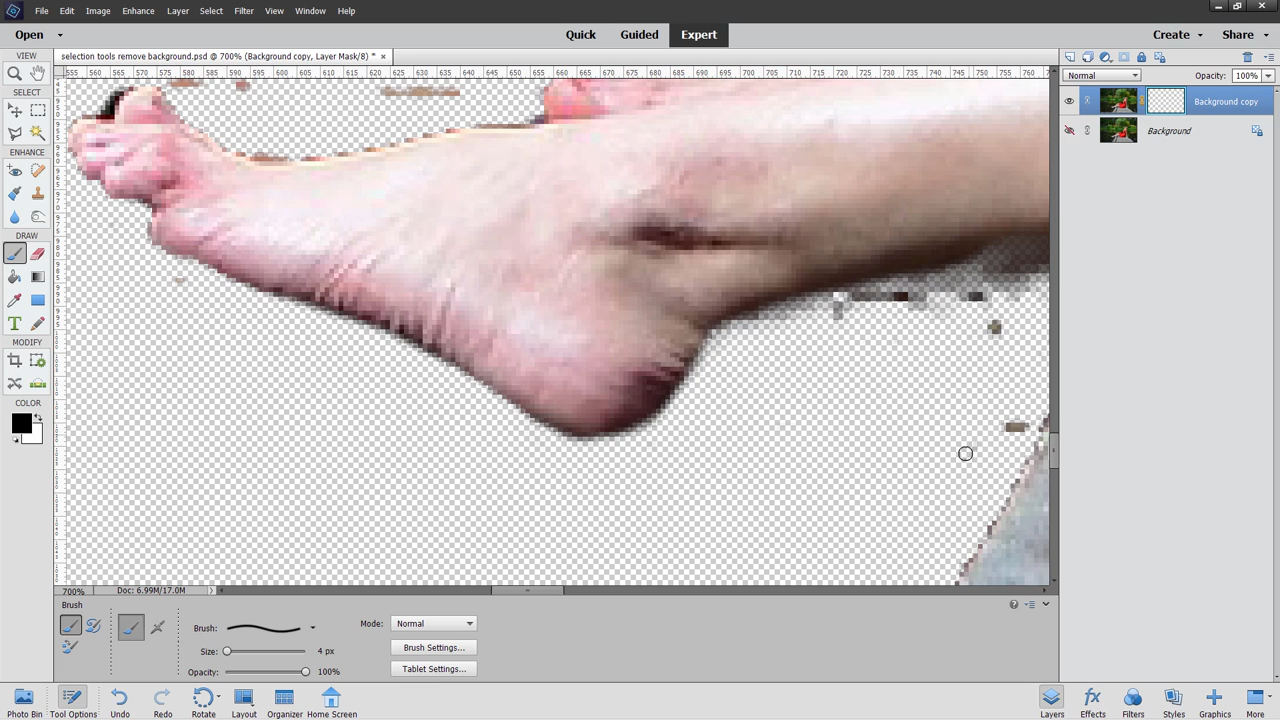 File Edit Image Enhance Layer Select Filter View Window Help
Open Quick Guided Expert Create Share
VIEW
selection tools remove background.psd @ 700% (Background copy, Layer Mask/8) *
555 560 565 570 575 580 585 590 595 600 605 610 615 620 625 630 635 640 645 650 655 660 665 670 675 680 685 690 695 700 705 710 715 720 725 730 735 740 745 750 755 760
Normal Opacity: 100%
SELECT
Background copy
Background
ENHANCE
DRAW
MODIFY
COLOR
700% Doc: 6.99M/17.0M
Brush
Brush: Mode: Normal
Size: 4 px Brush Settings...
Opacity: 100% Tablet Settings...
Photo Bin Tool Options Undo Redo Rotate Layout Organizer Home Screen Layers Effects Filters Styles Graphics More